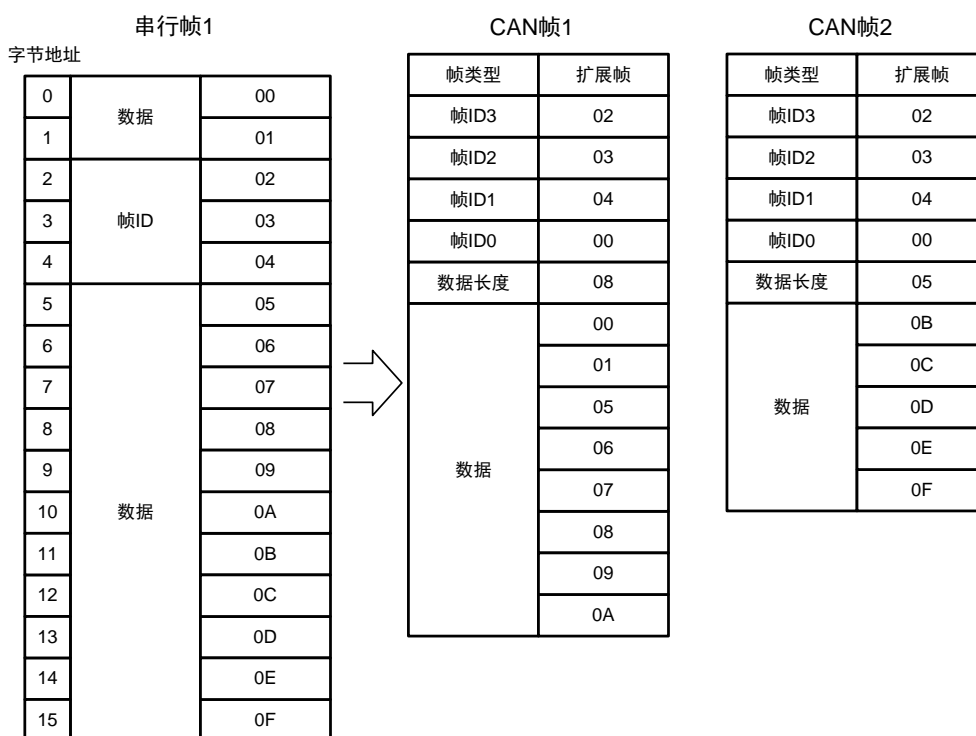 串行帧1
CAN帧1
CAN帧2
字节地址
0 数据 00
1 01
2 帧ID 02
3 03
4 04
5 数据 05
6 06
7 07
8 08
9 09
10 0A
11 0B
12 0C
13 0D
14 0E
15 0F
帧类型 扩展帧
帧ID3 02
帧ID2 03
帧ID1 04
帧ID0 00
数据长度 08
数据 00
01
05
06
07
08
09
0A
帧类型 扩展帧
帧ID3 02
帧ID2 03
帧ID1 04
帧ID0 00
数据长度 05
数据 0B
0C
0D
0E
0F